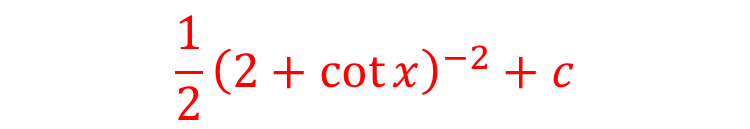 1/2 (2 + cot x)⁻² + c